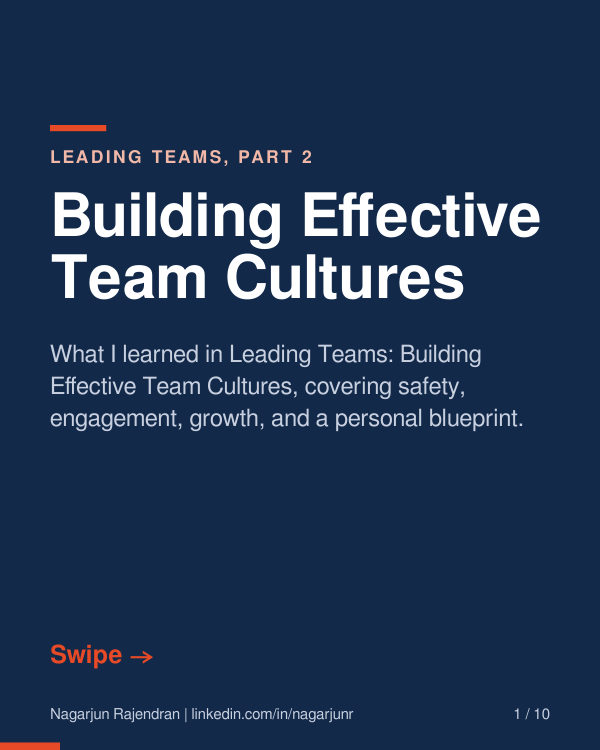 LEADING TEAMS, PART 2
Building Effective
Team Cultures
What I learned in Leading Teams: Building
Effective Team Cultures, covering safety,
engagement, growth, and a personal blueprint.
Swipe →
Nagarjun Rajendran | linkedin.com/in/nagarjunr 1 / 10